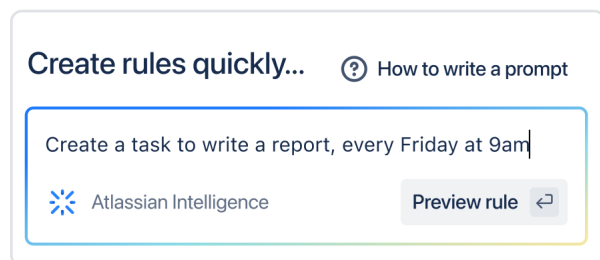 Create rules quickly...
How to write a prompt
Create a task to write a report, every Friday at 9am
Atlassian Intelligence
Preview rule